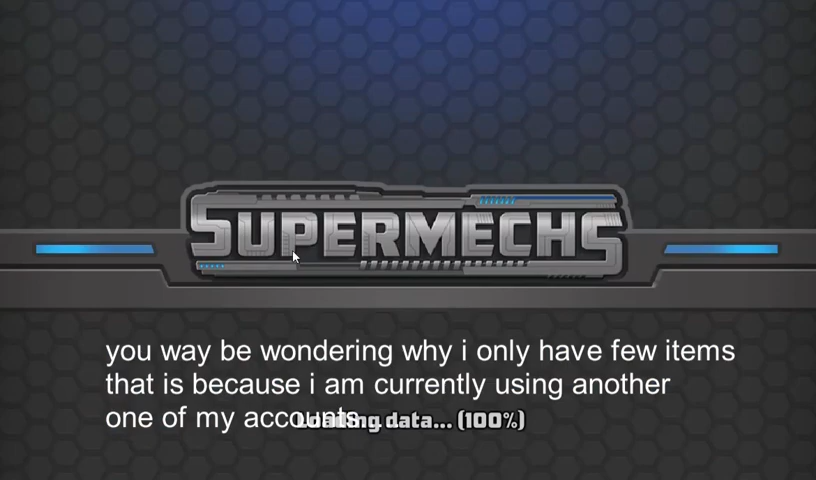 SUPERMECHS
you way be wondering why i only have few items
that is because i am currently using another
one of my accounts.
Loading data... (100%)